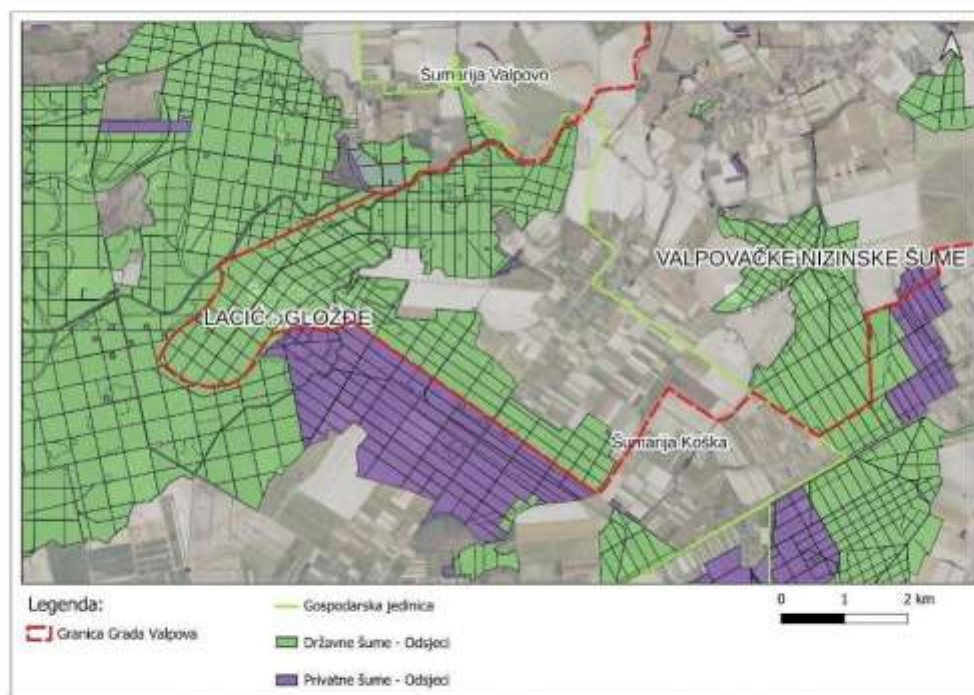 Šumarija Valpovo
VALPOVAČKE NIZINSKE ŠUME
LACIĆ - GLOŽĐE
Šumarija Koška
Legenda:
Granica Grada Valpova
Gospodarska jedinica
Državne šume - Odsjeci
Privatne šume - Odsjeci
0 1 2 km